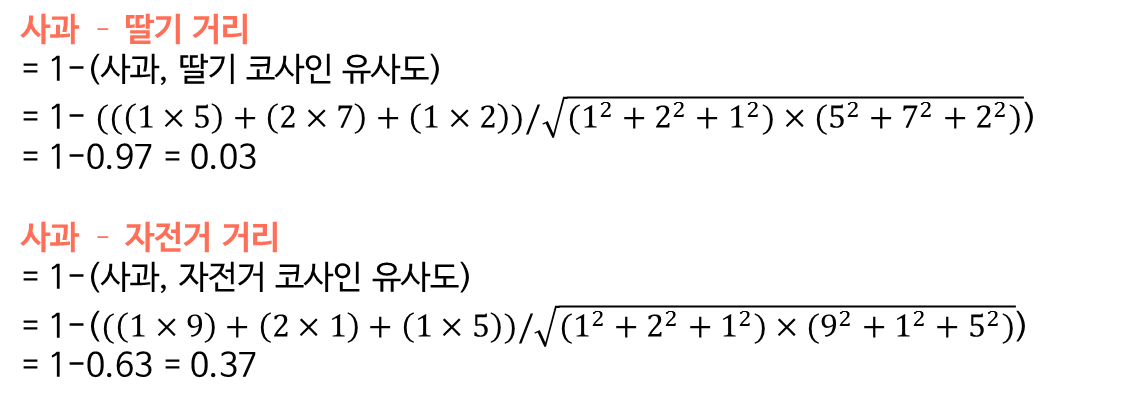 사과 - 딸기 거리
= 1-(사과, 딸기 코사인 유사도)
= 1- (((1 × 5) + (2 × 7) + (1 × 2))/√(1² + 2² + 1²) × (5² + 7² + 2²))
= 1-0.97 = 0.03
사과 - 자전거 거리
= 1-(사과, 자전거 코사인 유사도)
= 1-(((1 × 9) + (2 × 1) + (1 × 5))/√(1² + 2² + 1²) × (9² + 1² + 5²))
= 1-0.63 = 0.37